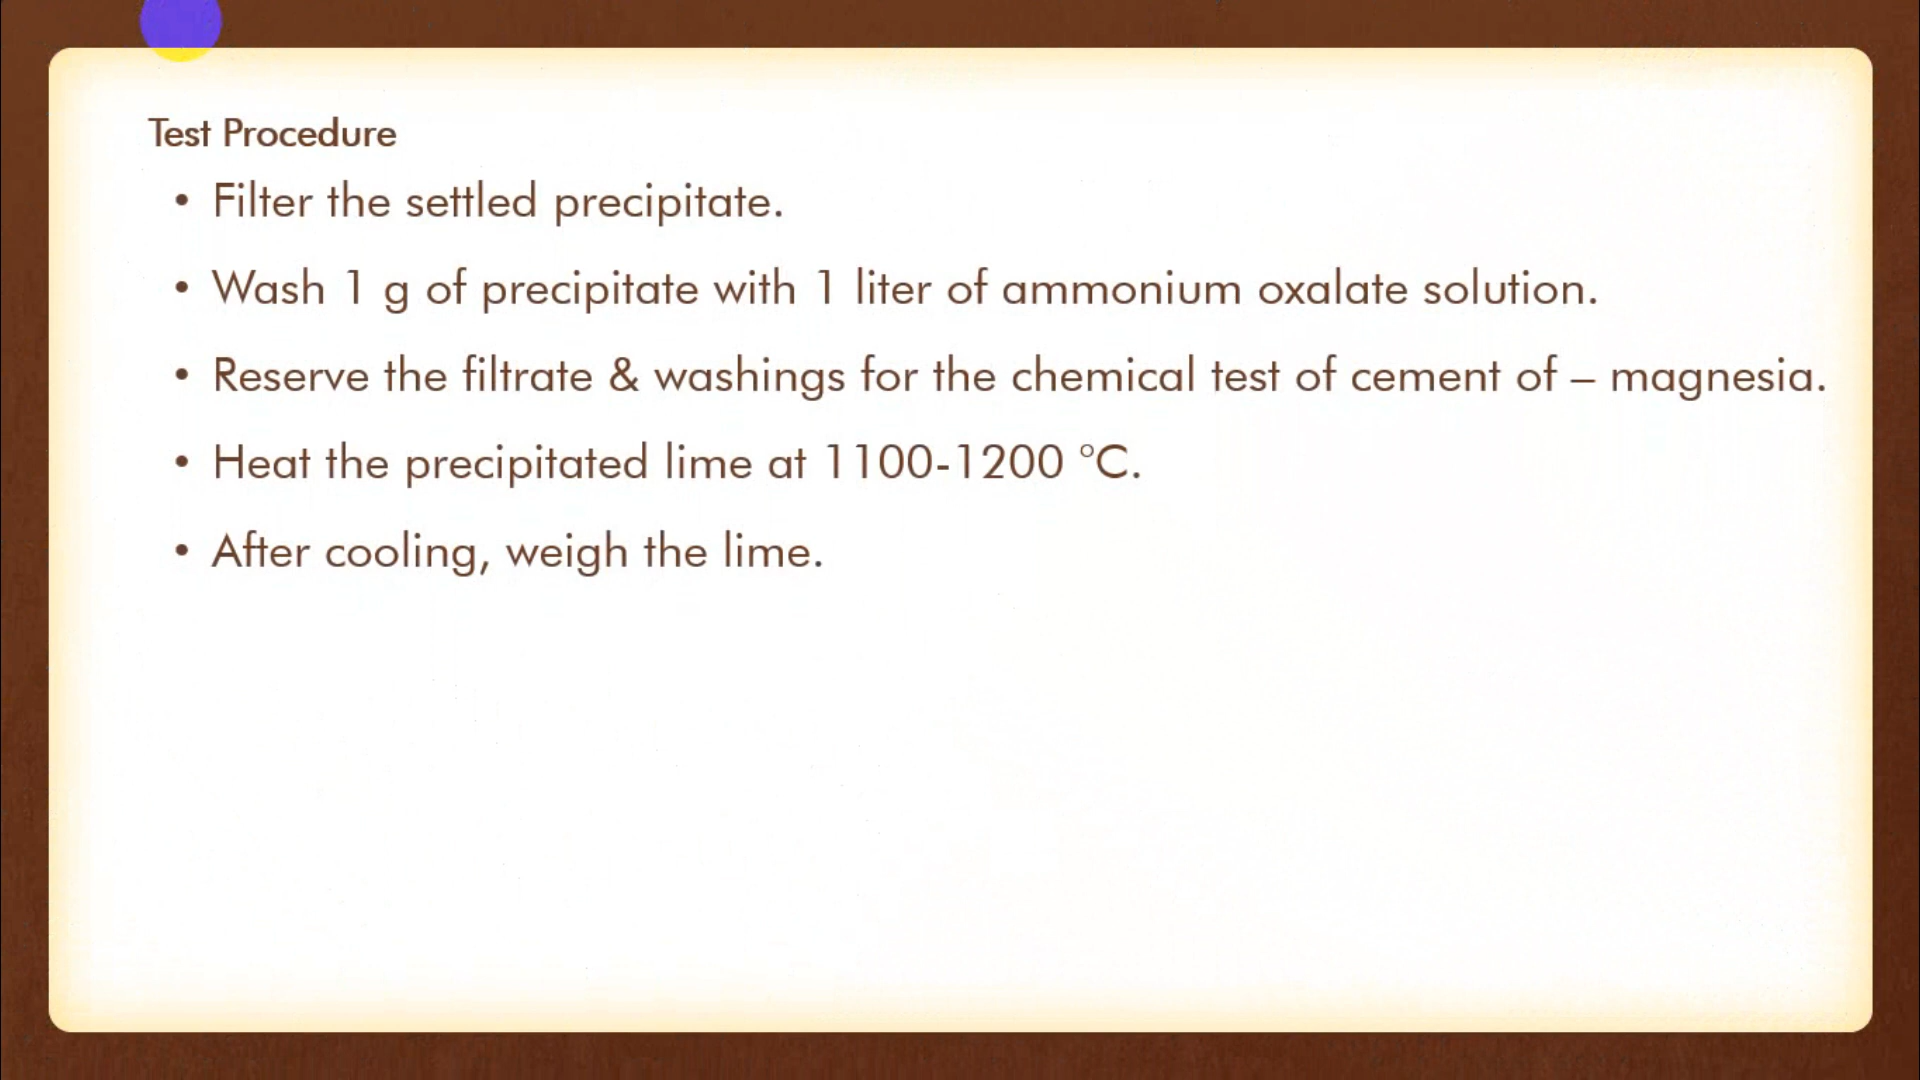 Test Procedure
• Filter the settled precipitate.
• Wash 1 g of precipitate with 1 liter of ammonium oxalate solution.
• Reserve the filtrate & washings for the chemical test of cement of – magnesia.
• Heat the precipitated lime at 1100-1200 °C.
• After cooling, weigh the lime.